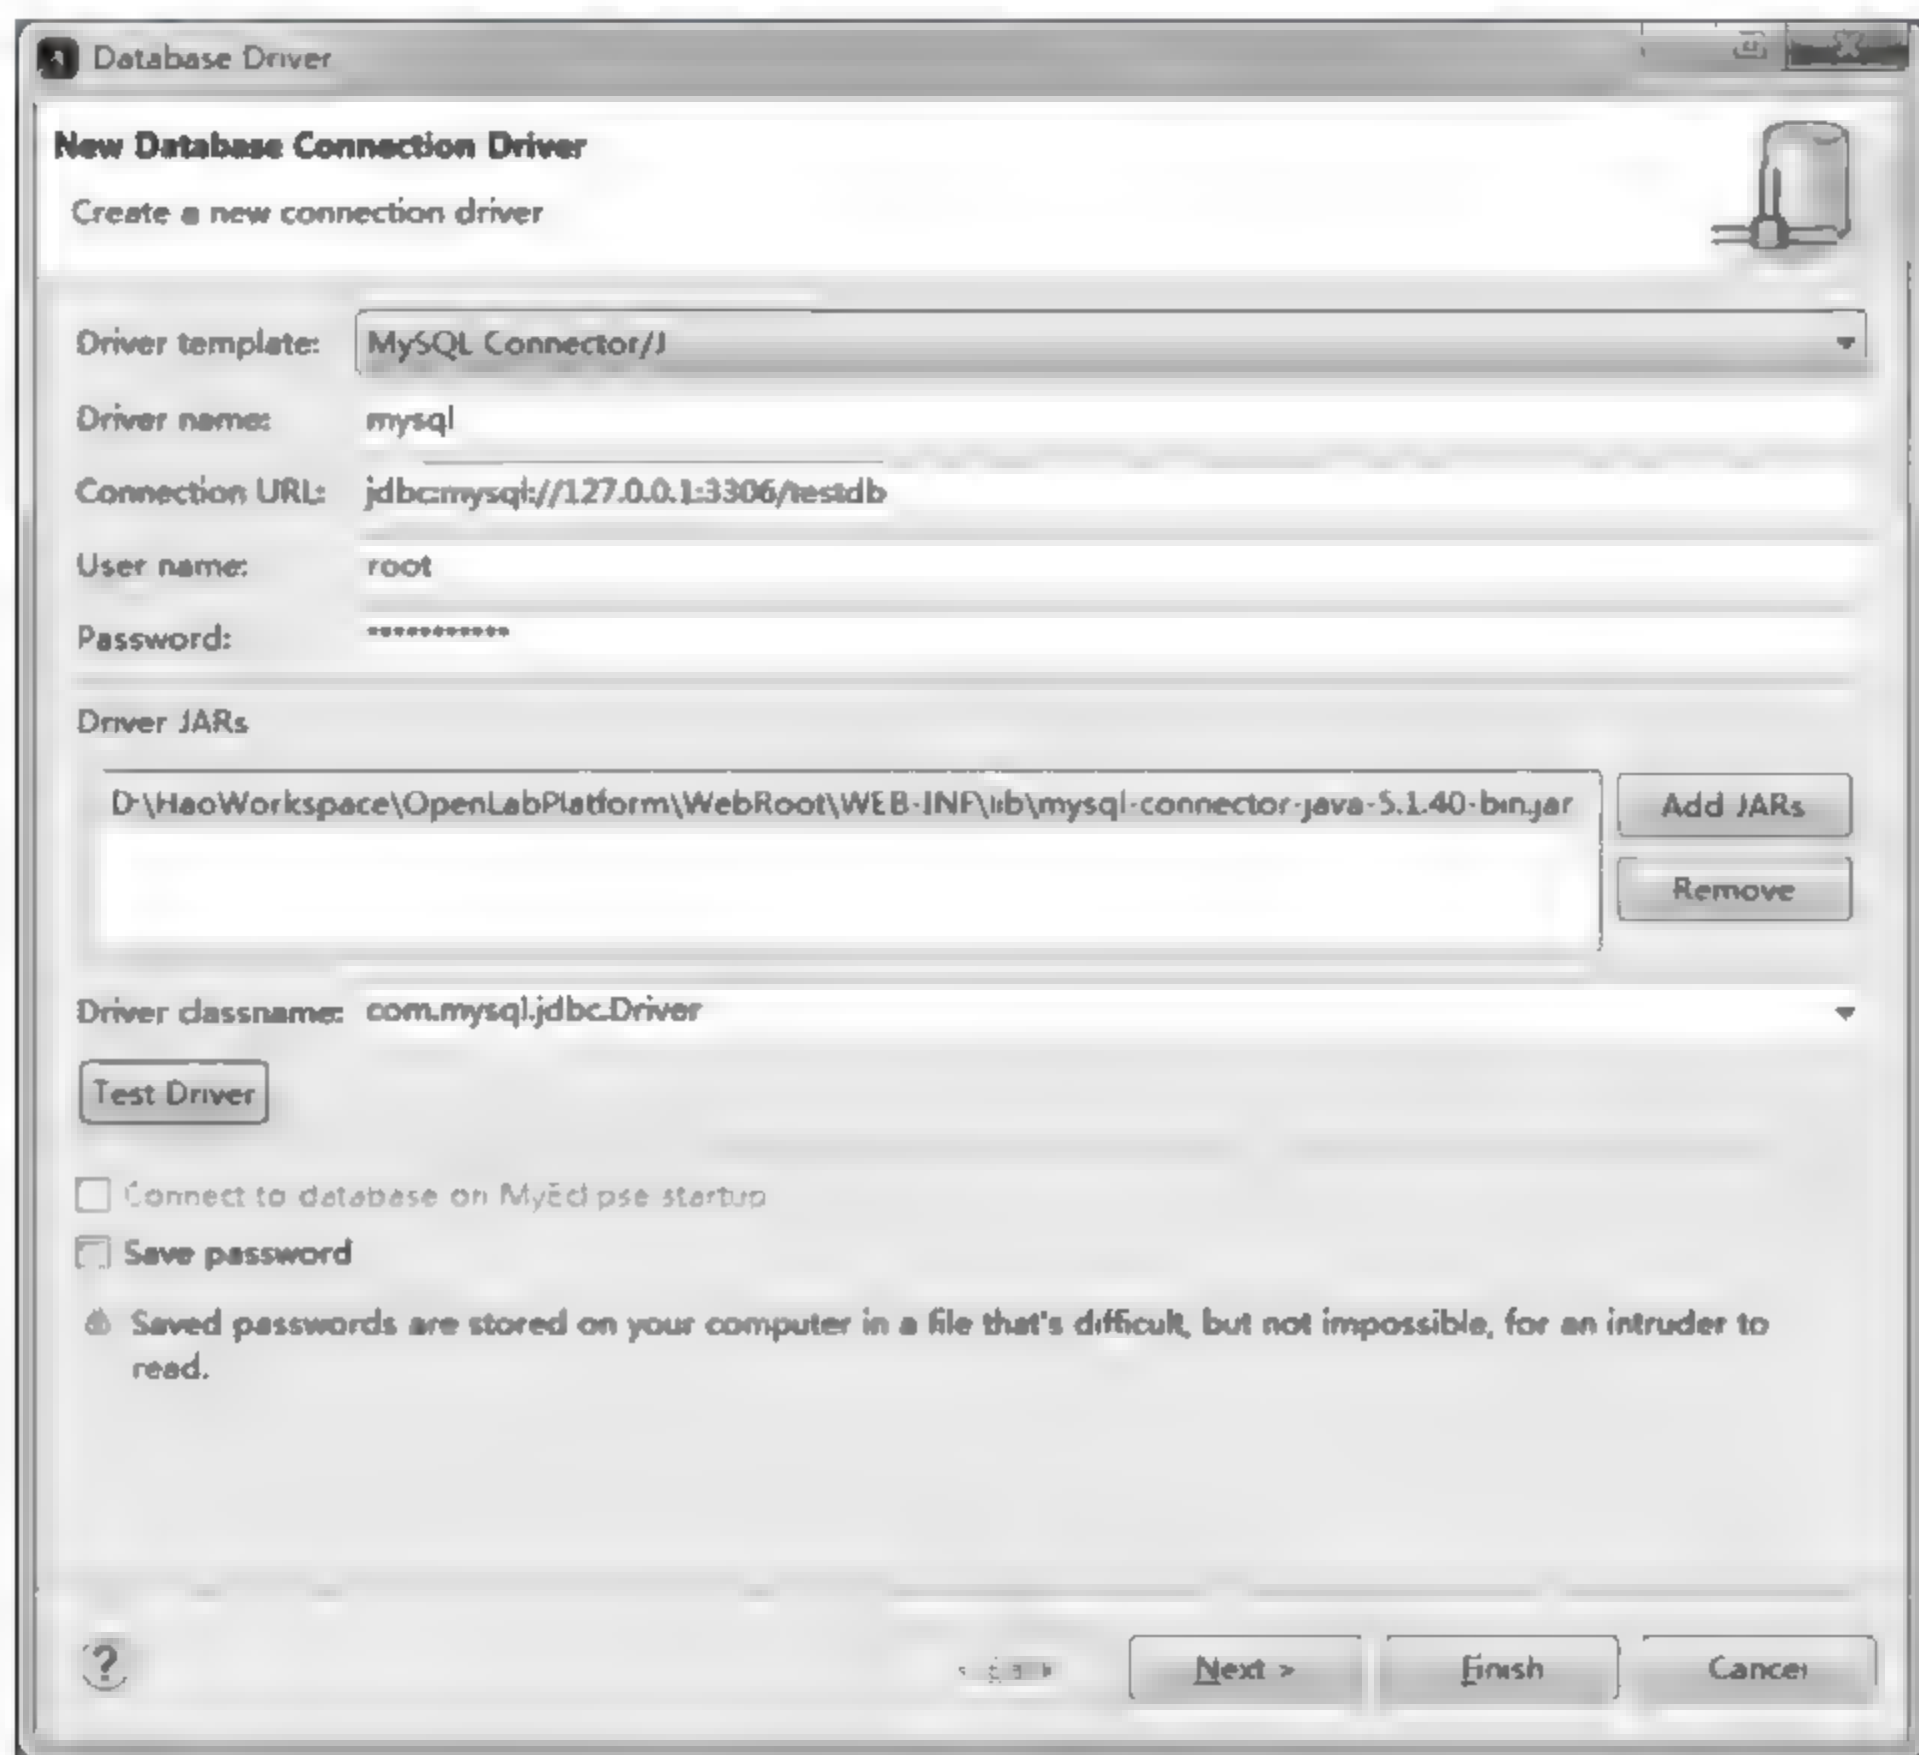 Database Driver
New Database Connection Driver
Create a new connection driver
Driver template: MySQL Connector/J
Driver name: mysql
Connection URL: jdbc:mysql://127.0.0.1:3306/testdb
User name: root
Password: ***********
Driver JARs
D:\HaoWorkspace\OpenLabPlatform\WebRoot\WEB-INF\lib\mysql-connector-java-5.1.40-bin.jar Add JARs
Remove
Driver classname: com.mysql.jdbc.Driver
Test Driver
Connect to database on MyEclipse startup
Save password
Saved passwords are stored on your computer in a file that's difficult, but not impossible, for an intruder to
read.
? Next > Finish Cancel